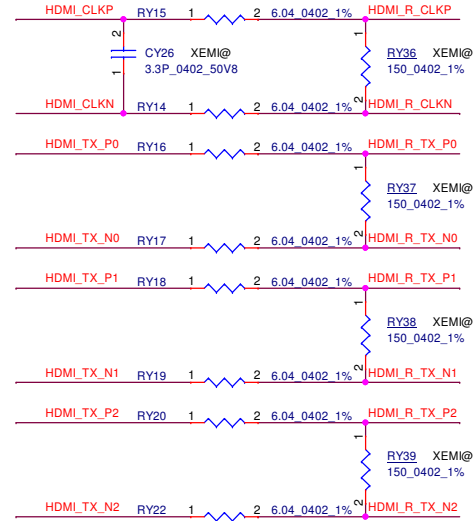 HDMI_CLKP RY15 1 2 6.04_0402_1% HDMI_R_CLKP
2 1 CY26 XEMI@
3.3P_0402_50V8
1 2 RY36 XEMI@
150_0402_1%
HDMI_CLKN RY14 1 2 6.04_0402_1% HDMI_R_CLKN
HDMI_TX_P0 RY16 1 2 6.04_0402_1% HDMI_R_TX_P0
1 2 RY37 XEMI@
150_0402_1%
HDMI_TX_N0 RY17 1 2 6.04_0402_1% HDMI_R_TX_N0
HDMI_TX_P1 RY18 1 2 6.04_0402_1% HDMI_R_TX_P1
1 2 RY38 XEMI@
150_0402_1%
HDMI_TX_N1 RY19 1 2 6.04_0402_1% HDMI_R_TX_N1
HDMI_TX_P2 RY20 1 2 6.04_0402_1% HDMI_R_TX_P2
1 2 RY39 XEMI@
150_0402_1%
HDMI_TX_N2 RY22 1 2 6.04_0402_1% HDMI_R_TX_N2